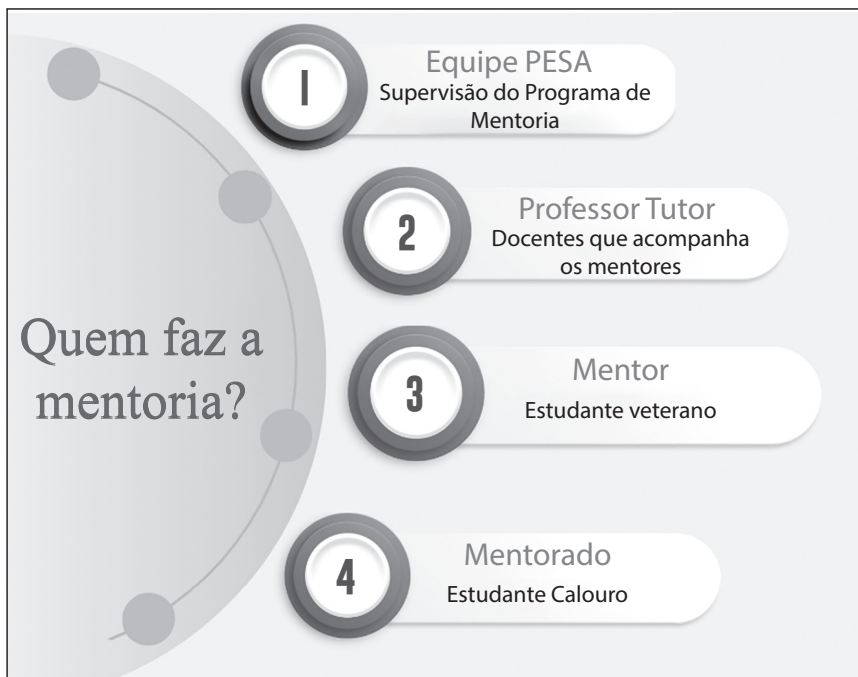 Quem faz a
mentoria?
1
Equipe PESA
Supervisão do Programa de
Mentoria
2
Professor Tutor
Docentes que acompanha
os mentores
3
Mentor
Estudante veterano
4
Mentorado
Estudante Calouro